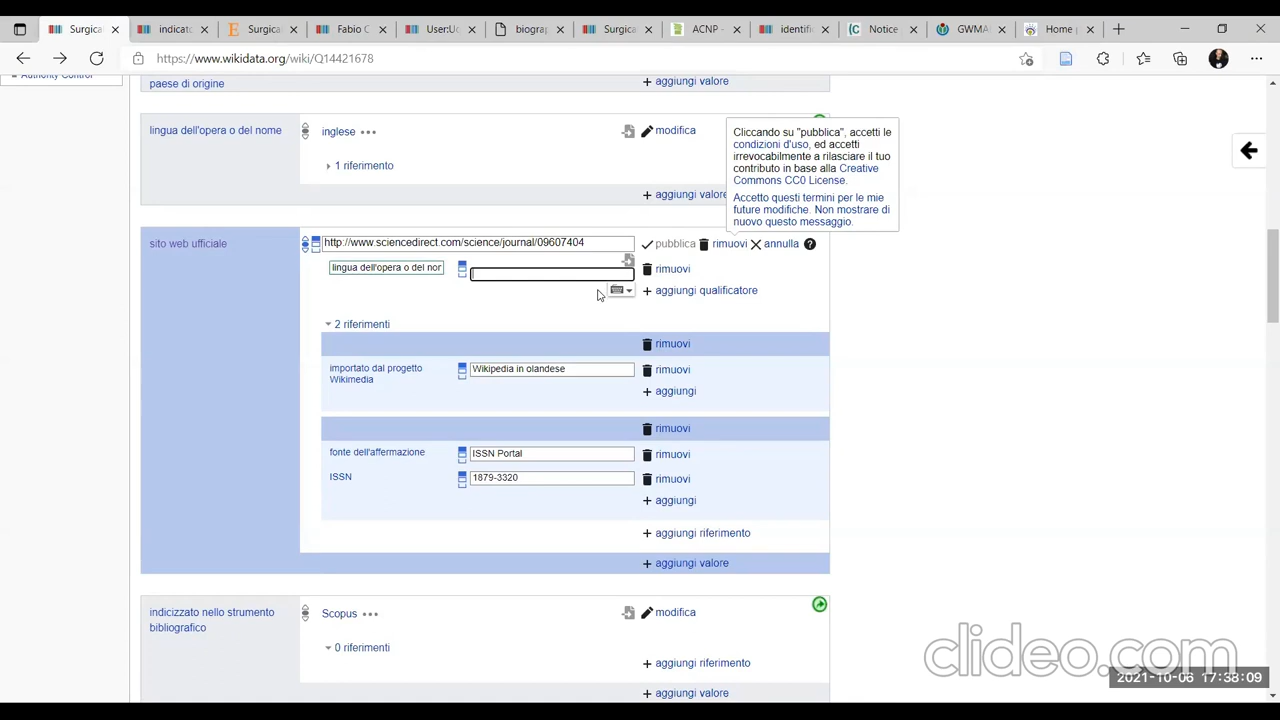 Surgical
indicato
Surgica
Fabio C
User:Uc
biograp
Surgica
ACNP -
identifi
Notice
GWMA
Home p
https://www.wikidata.org/wiki/Q14421678
Authority Control
paese di origine
+ aggiungi valore
lingua dell'opera o del nome
inglese
modifica
1 riferimento
+ aggiungi valore
Cliccando su "pubblica", accetti le
condizioni d'uso, ed accetti
irrevocabilmente a rilasciare il tuo
contributo in base alla Creative
Commons CC0 License.
Accetto questi termini per le mie
future modifiche. Non mostrare di
nuovo questo messaggio.
sito web ufficiale
http://www.sciencedirect.com/science/journal/09607404
pubblica
rimuovi
annulla
lingua dell'opera o del nor
rimuovi
+ aggiungi qualificatore
2 riferimenti
rimuovi
importato dal progetto
Wikimedia
Wikipedia in olandese
rimuovi
+ aggiungi
rimuovi
fonte dell'affermazione
ISSN Portal
rimuovi
ISSN
1879-3320
rimuovi
+ aggiungi
+ aggiungi riferimento
+ aggiungi valore
indicizzato nello strumento
bibliografico
Scopus
modifica
0 riferimenti
+ aggiungi riferimento
+ aggiungi valore
clideo.com
2021-10-06 17:38:09